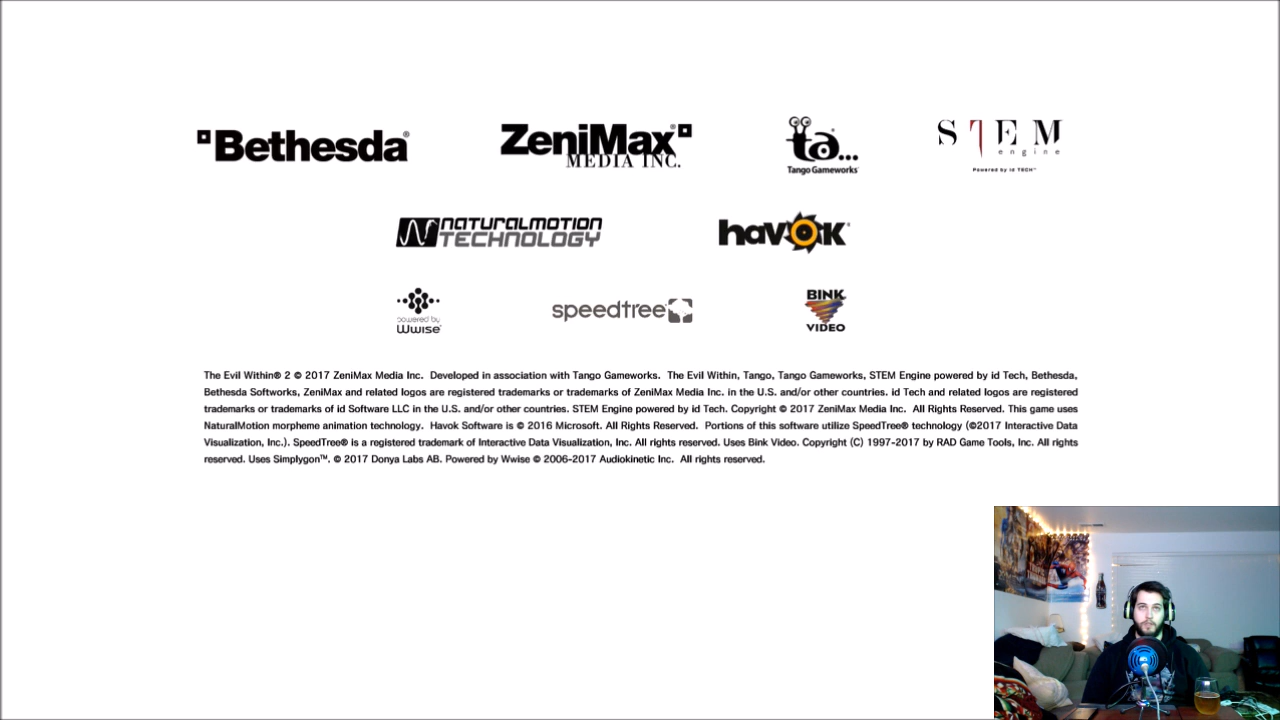 Bethesda®
ZeniMax®
MEDIA INC.
ta...®
Tango Gameworks™
STEM
engine
Powered by id TECH™
NATURALMOTION
TECHNOLOGY
havok®
powered by
Wwise®
speedtree®
BINK
VIDEO
The Evil Within® 2 © 2017 ZeniMax Media Inc. Developed in association with Tango Gameworks. The Evil Within, Tango, Tango Gameworks, STEM Engine powered by id Tech, Bethesda,
Bethesda Softworks, ZeniMax and related logos are registered trademarks or trademarks of ZeniMax Media Inc. in the U.S. and/or other countries. id Tech and related logos are registered
trademarks or trademarks of id Software LLC in the U.S. and/or other countries. STEM Engine powered by id Tech. Copyright © 2017 ZeniMax Media Inc. All Rights Reserved. This game uses
NaturalMotion morpheme animation technology. Havok Software is © 2016 Microsoft. All Rights Reserved. Portions of this software utilize SpeedTree® technology (©2017 Interactive Data
Visualization, Inc.). SpeedTree® is a registered trademark of Interactive Data Visualization, Inc. All rights reserved. Uses Bink Video. Copyright (C) 1997-2017 by RAD Game Tools, Inc. All rights
reserved. Uses Simplygon™. © 2017 Donya Labs AB. Powered by Wwise © 2006-2017 Audiokinetic Inc. All rights reserved.